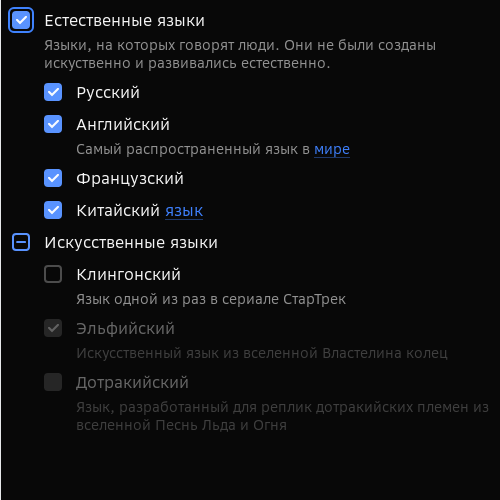 Естественные языки
Языки, на которых говорят люди. Они не были созданы
искуственно и развивались естественно.
Русский
Английский
Самый распространенный язык в мире
Французский
Китайский язык
Искусственные языки
Клингонский
Язык одной из раз в сериале СтарТрек
Эльфийский
Искусственный язык из вселенной Властелина колец
Дотракийский
Язык, разработанный для реплик дотракийских племен из
вселенной Песнь Льда и Огня